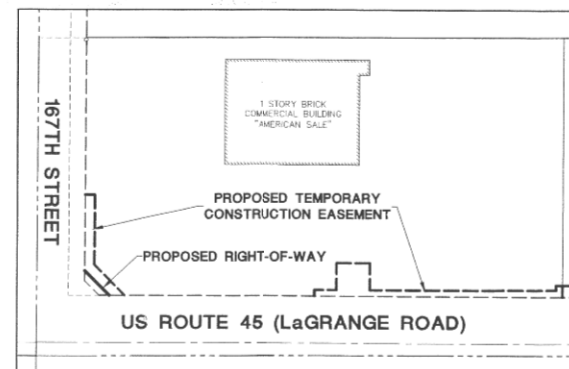 167TH STREET
1 STORY BRICK
COMMERCIAL BUILDING
"AMERICAN SALE"
PROPOSED TEMPORARY
CONSTRUCTION EASEMENT
PROPOSED RIGHT-OF-WAY
US ROUTE 45 (LaGRANGE ROAD)